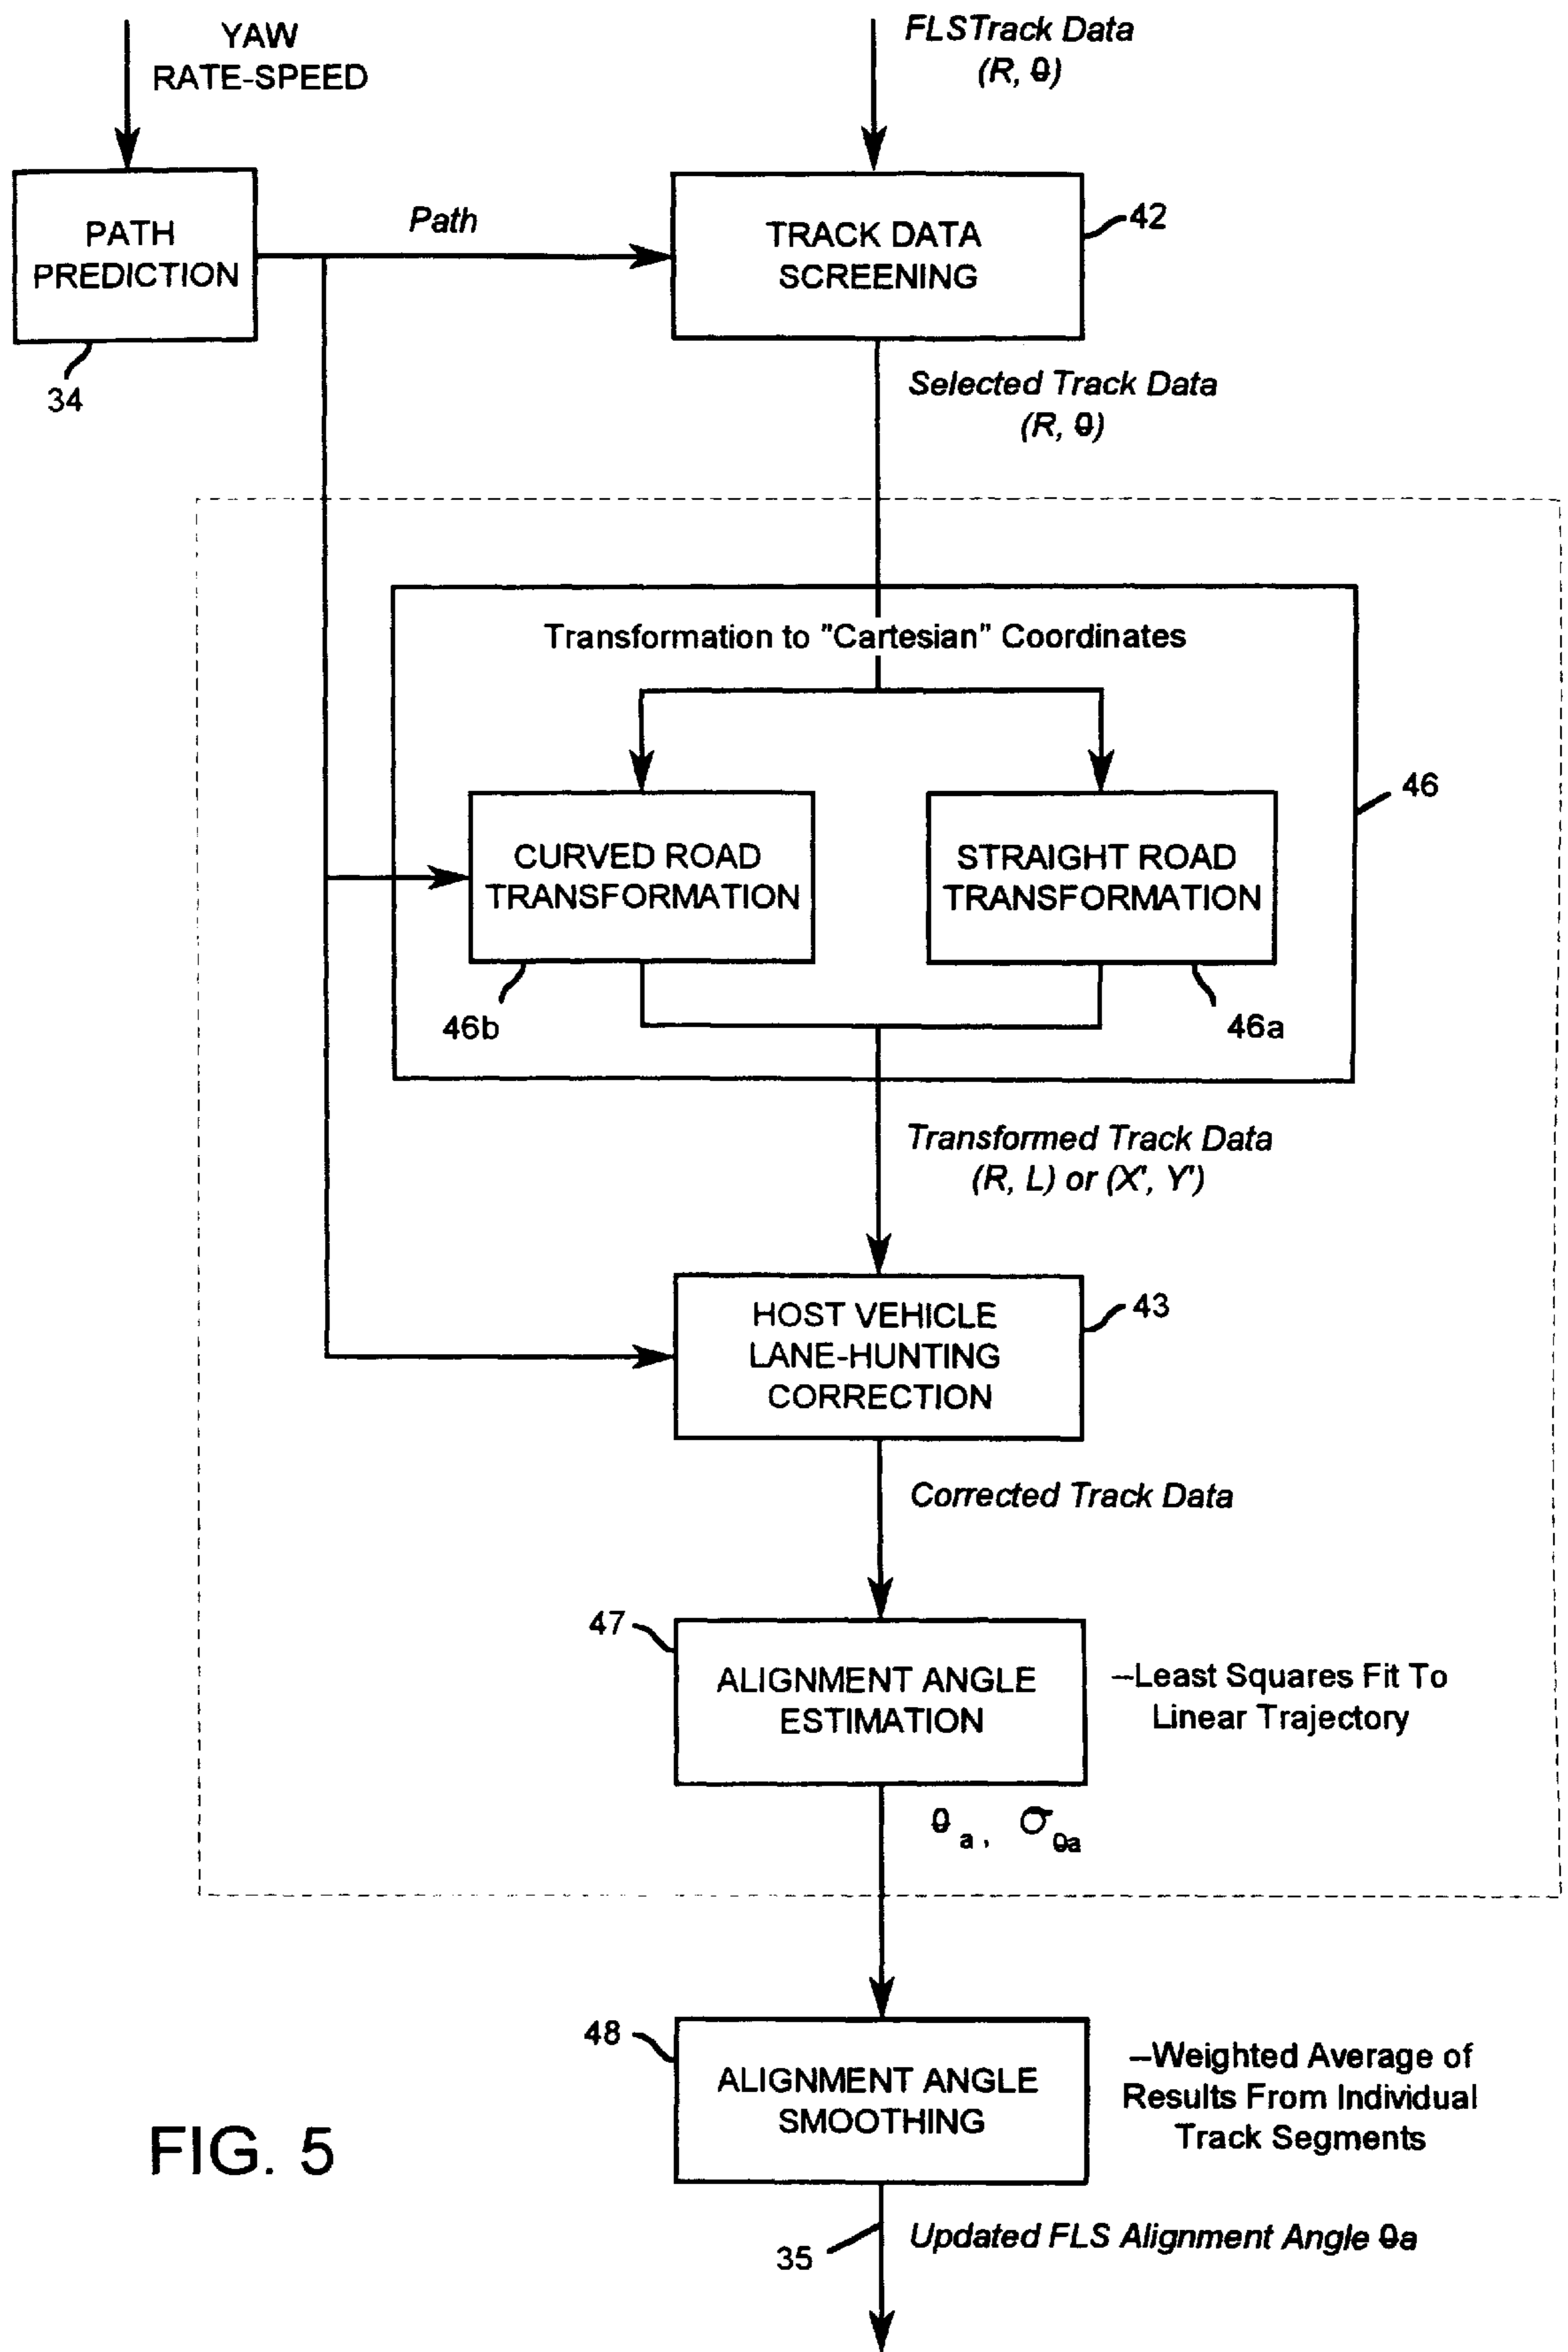 YAW
RATE-SPEED
FLSTrack Data
(R, θ)
PATH
PREDICTION
34
Path
TRACK DATA
SCREENING
42
Selected Track Data
(R, θ)
Transformation to "Cartesian" Coordinates
CURVED ROAD
TRANSFORMATION
46b
STRAIGHT ROAD
TRANSFORMATION
46a
46
Transformed Track Data
(R, L) or (X', Y')
HOST VEHICLE
LANE-HUNTING
CORRECTION
43
Corrected Track Data
47
ALIGNMENT ANGLE
ESTIMATION
–Least Squares Fit To
Linear Trajectory
θa, σθa
48
ALIGNMENT ANGLE
SMOOTHING
–Weighted Average of
Results From Individual
Track Segments
FIG. 5
35
Updated FLS Alignment Angle θa